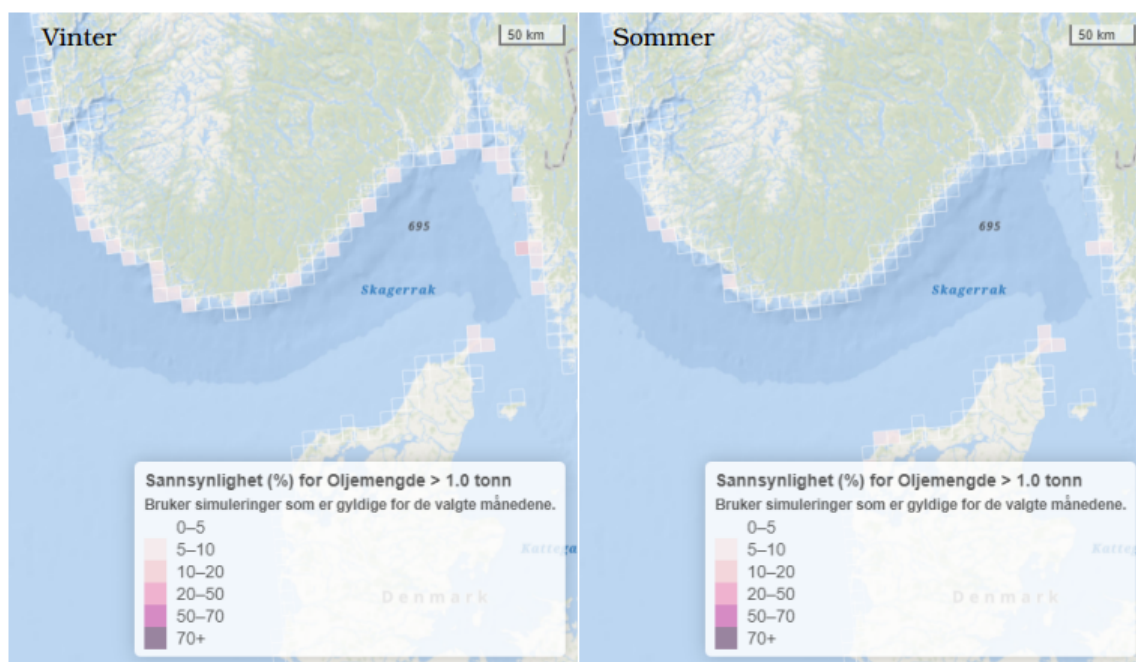 Vinter
50 km
695
Skagerrak
Sannsynlighet (%) for Oljemengde > 1.0 tonn
Bruker simuleringer som er gyldige for de valgte månedene.
0–5
5–10
10–20
20–50
50–70
70+
Kattega
Denmark
Sommer
50 km
695
Skagerrak
Sannsynlighet (%) for Oljemengde > 1.0 tonn
Bruker simuleringer som er gyldige for de valgte månedene.
0–5
5–10
10–20
20–50
50–70
70+
Katteg
Denmark